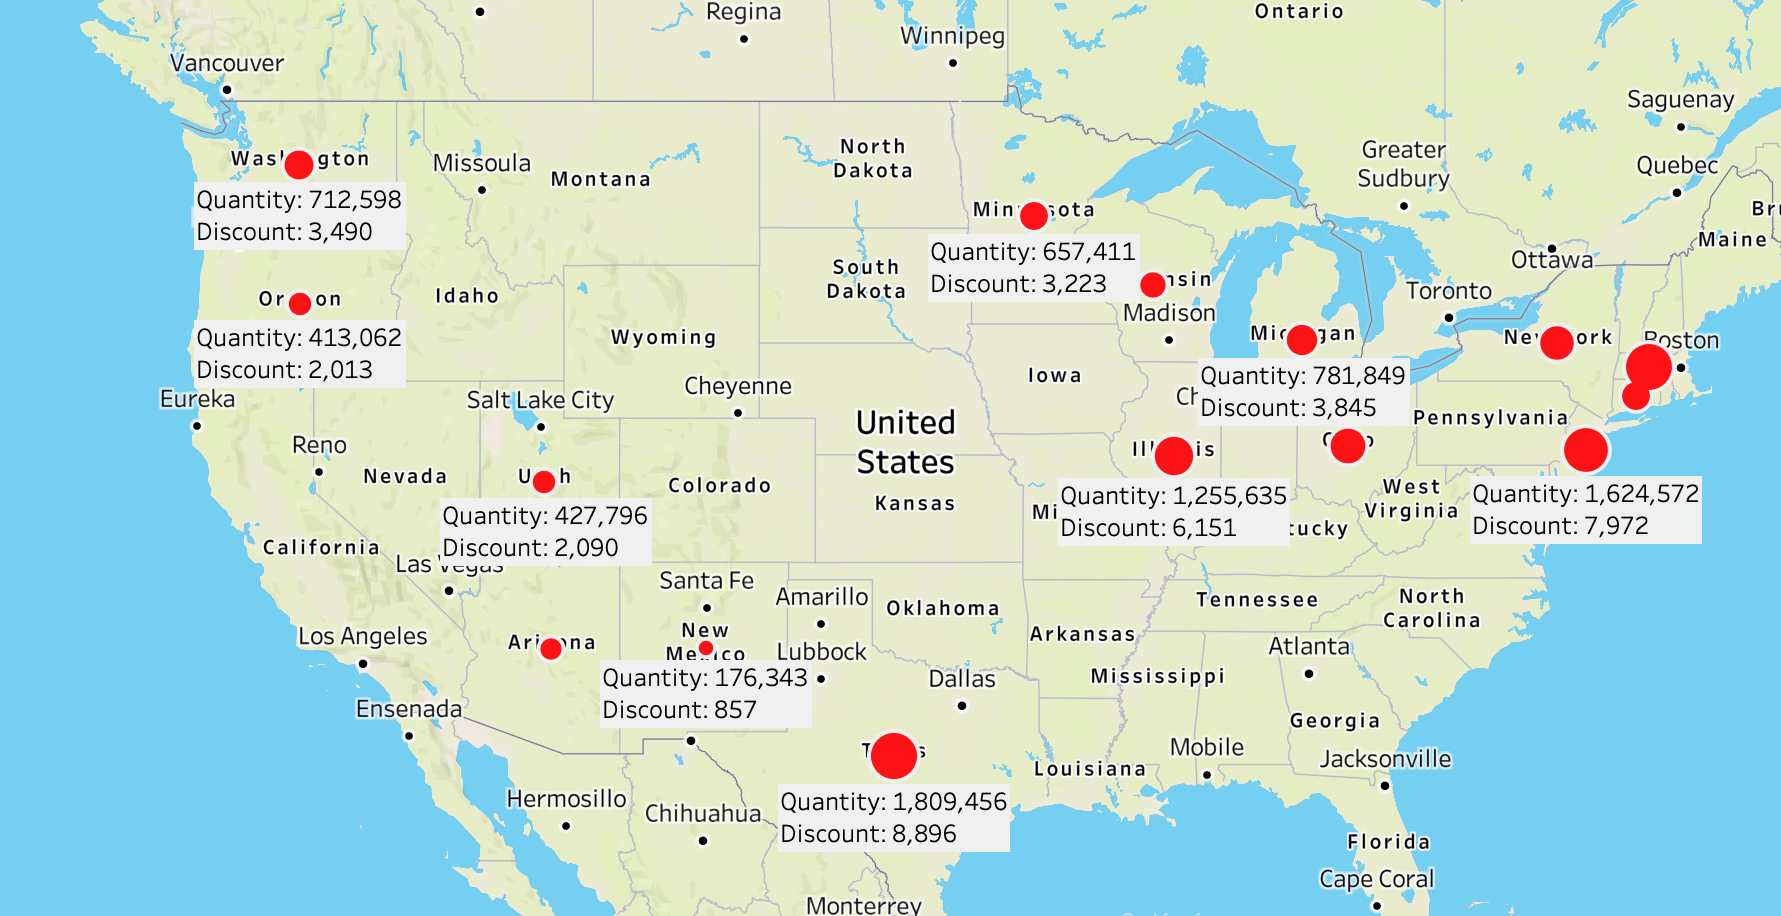 Regina
Ontario
Winnipeg
Vancouver
Saguenay
Greater
Sudbury
Quebec
Missoula
Montana
North
Dakota
Quantity: 712,598
Discount: 3,490
Maine
Quantity: 657,411
Discount: 3,223
Ottawa
South
Dakota
Idaho
Toronto
Madison
Wyoming
Quantity: 413,062
Discount: 2,013
Boston
Iowa
Quantity: 781,849
Discount: 3,845
Cheyenne
Eureka
Salt Lake City
Pennsylvania
United
States
Reno
Nevada
Colorado
Kansas
West
Virginia
Quantity: 1,255,635
Discount: 6,151
Quantity: 1,624,572
Discount: 7,972
Quantity: 427,796
Discount: 2,090
California
Las Vegas
Santa Fe
Amarillo
Oklahoma
Tennessee
North
Carolina
Los Angeles
Arkansas
Atlanta
New
Mexico
Lubbock
Quantity: 176,343
Discount: 857
Dallas
Mississippi
Ensenada
Georgia
Mobile
Jacksonville
Louisiana
Hermosillo
Chihuahua
Quantity: 1,809,456
Discount: 8,896
Florida
Cape Coral
Monterrey